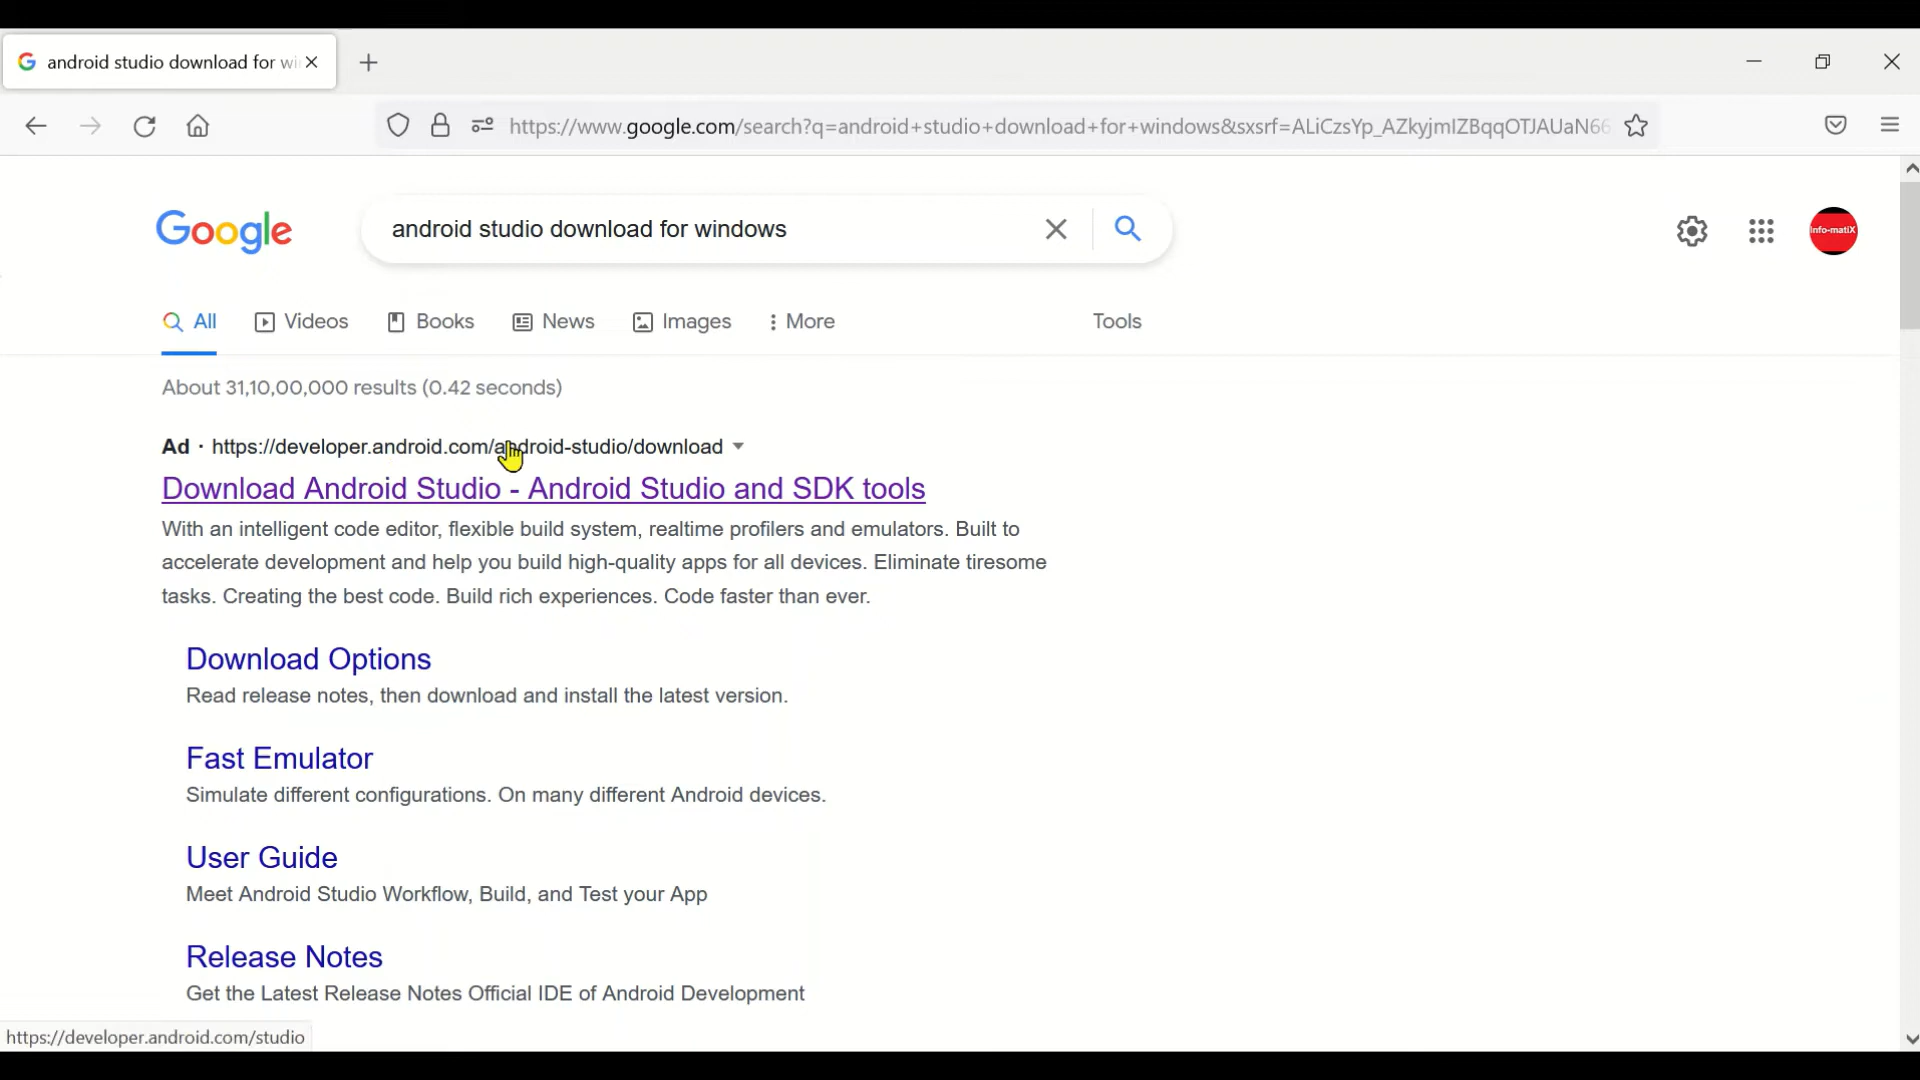 android studio download for wi
https://www.google.com/search?q=android+studio+download+for+windows&sxsrf=ALiCzsYp_AZkyjmIZBqqOTJAUaN66
Google
android studio download for windows
Info-matiX
All Videos Books News Images More Tools
About 31,10,00,000 results (0.42 seconds)
Ad · https://developer.android.com/android-studio/download
Download Android Studio - Android Studio and SDK tools
With an intelligent code editor, flexible build system, realtime profilers and emulators. Built to
accelerate development and help you build high-quality apps for all devices. Eliminate tiresome
tasks. Creating the best code. Build rich experiences. Code faster than ever.
Download Options
Read release notes, then download and install the latest version.
Fast Emulator
Simulate different configurations. On many different Android devices.
User Guide
Meet Android Studio Workflow, Build, and Test your App
Release Notes
Get the Latest Release Notes Official IDE of Android Development
https://developer.android.com/studio